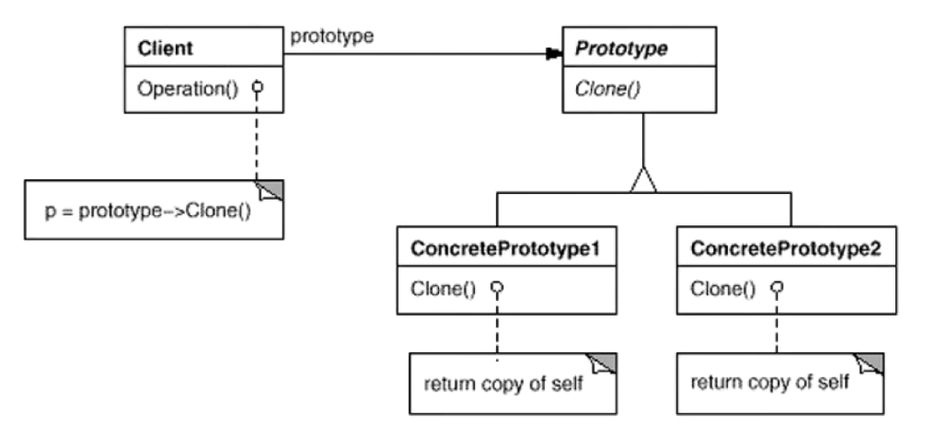 Client
prototype
Prototype
Operation()
Clone()
p = prototype−>Clone()
ConcretePrototype1
ConcretePrototype2
Clone()
Clone()
return copy of self
return copy of self